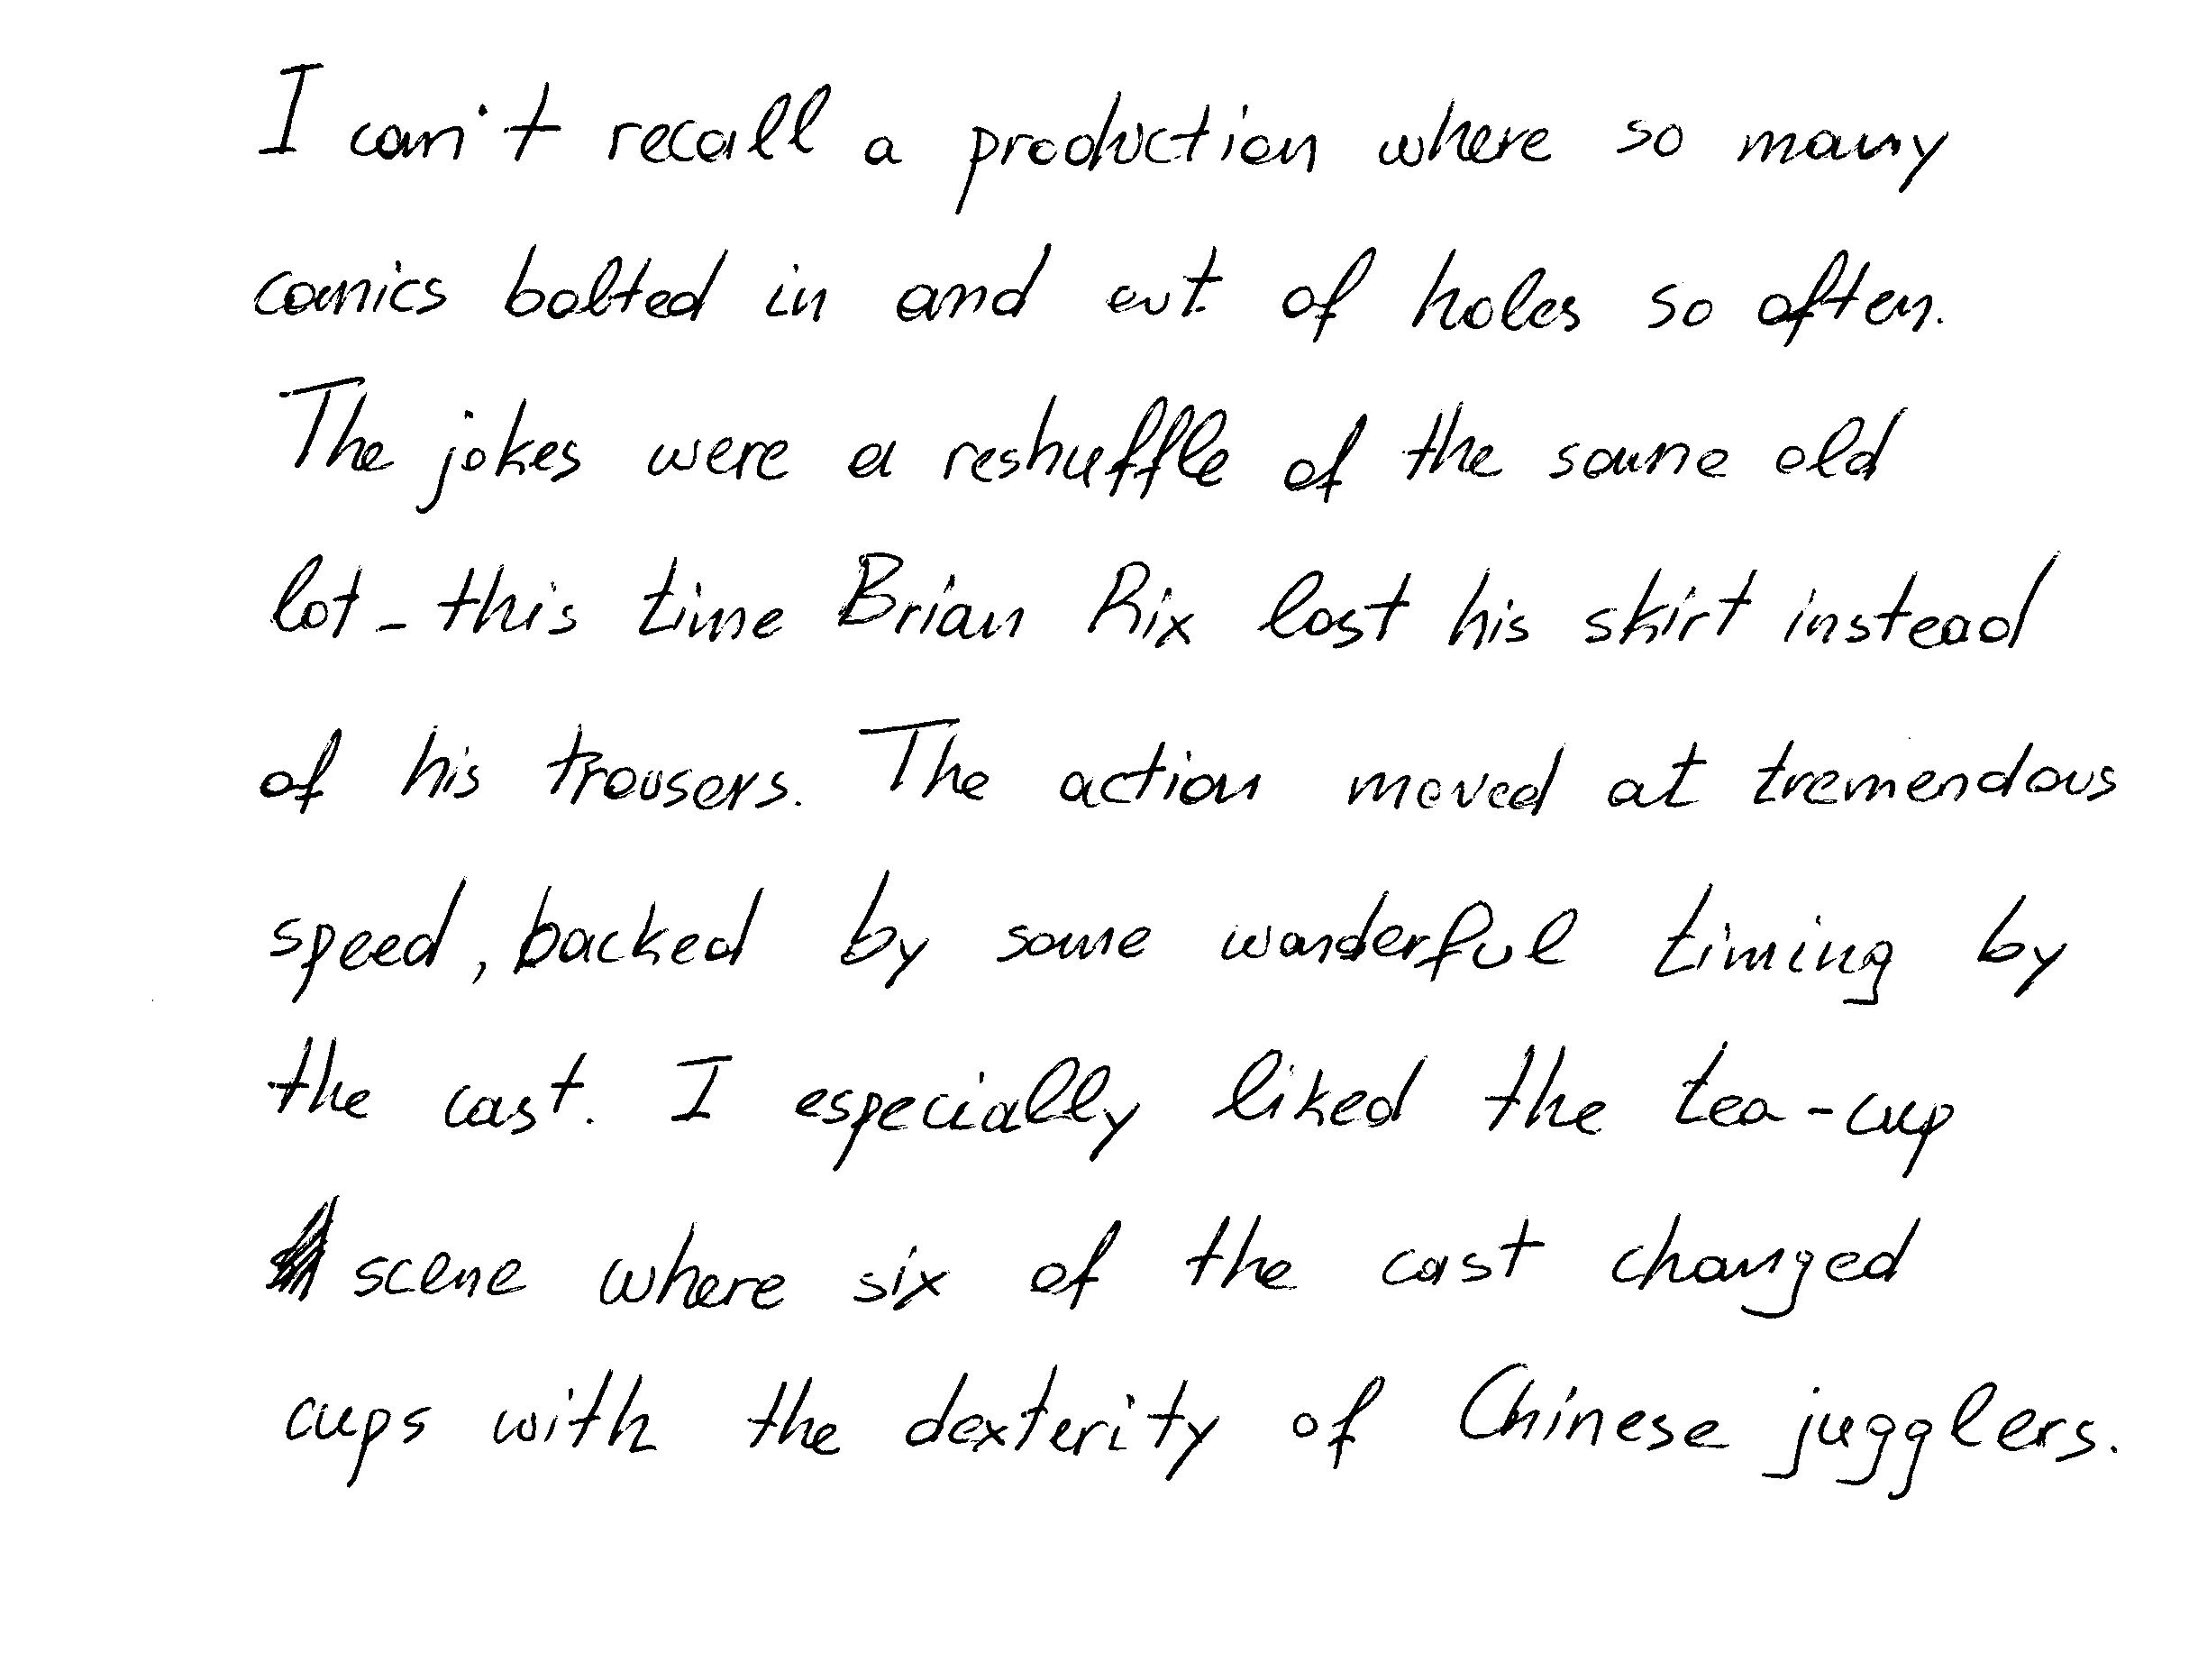 I can't recall a production where so many
comics bolted in and out of holes so often.
The jokes were a reshuffle of the same old
lot - this time Brian Rix lost his skirt instead
of his trousers. The action moved at tremendous
speed, backed by some wonderful timing by
the cast. I especially liked the tea-cup
scene where six of the cast changed
cups with the dexterity of Chinese jugglers.